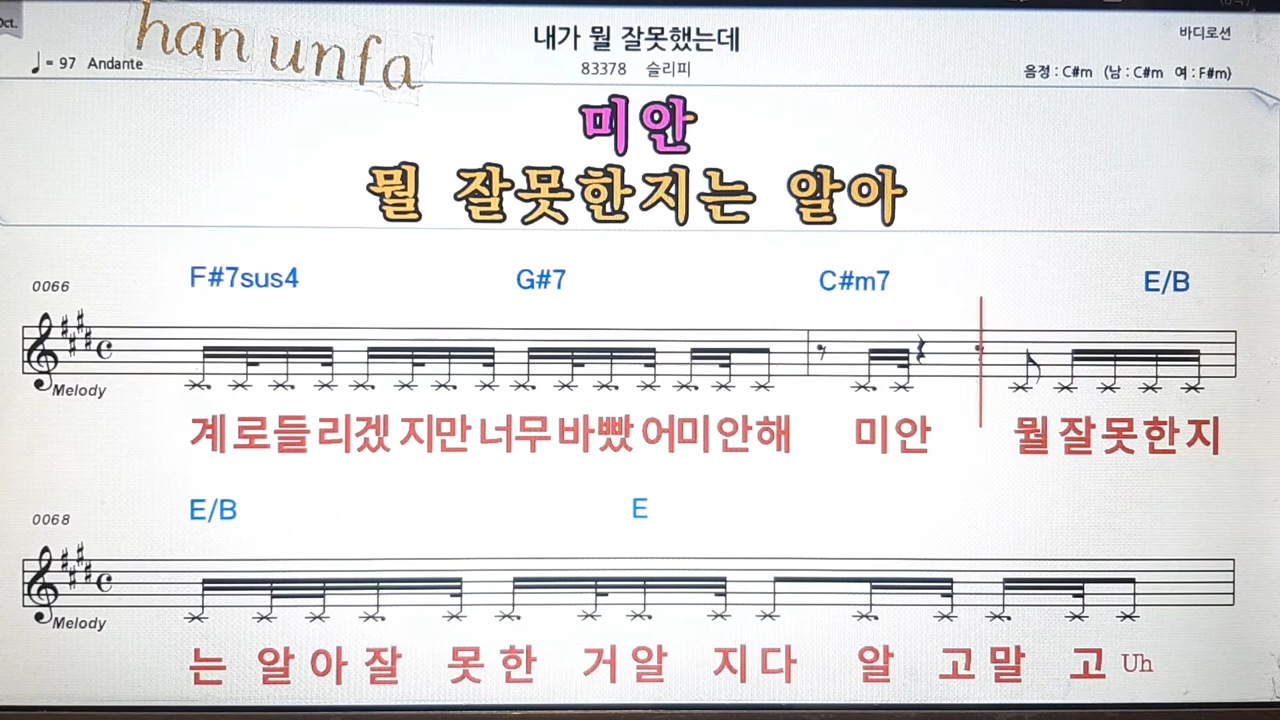 Oct.
han unfa
내가 뭘 잘못했는데
바디로션
♩= 97 Andante
83378 슬리피
음정 : C#m (남 : C#m 여 : F#m)
미안
뭘 잘못한지는 알아
F#7sus4 G#7 C#m7 E/B
0066
Melody
계로들리겠 지만너무바빴어미안해 미안 뭘잘못한지
E/B E
0068
Melody
는 알아잘 못한 거알 지다 알 고말 고 Uh